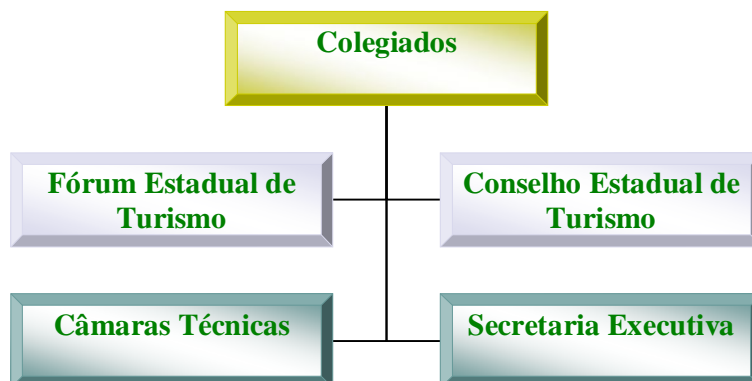 Colegiados
Fórum Estadual de
Turismo
Conselho Estadual de
Turismo
Câmaras Técnicas
Secretaria Executiva